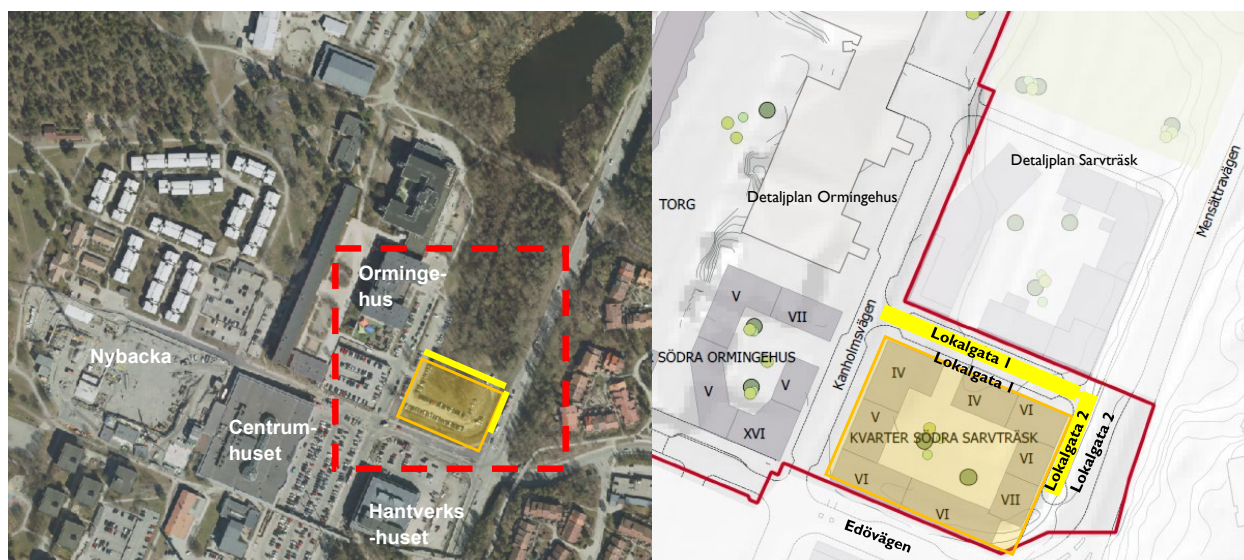 Orminge-
hus
Nybacka
Centrum-
huset
Hantverks
-huset
Detaljplan Sarvträsk
Detaljplan Ormingehus
TORG
Mensättravägen
V
VII
R SÖDRA ORMINGEHUS
V
V
XVI
Kanholmsvägen
Lokalgata 1
Lokalgata 1
IV
IV
VI
V
KVARTER SÖDRA SARVTRÄSK
VI
VI
VI
VII
Lokalgata 2
Lokalgata 2
Edövägen